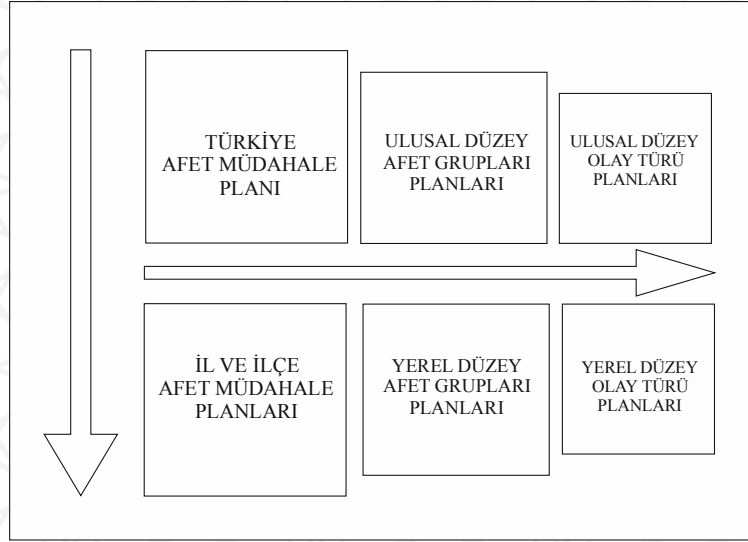 TÜRKİYE
AFET MÜDAHALE
PLANI
ULUSAL DÜZEY
AFET GRUPLARI
PLANLARI
ULUSAL DÜZEY
OLAY TÜRÜ
PLANLARI
İL VE İLÇE
AFET MÜDAHALE
PLANLARI
YEREL DÜZEY
AFET GRUPLARI
PLANLARI
YEREL DÜZEY
OLAY TÜRÜ
PLANLARI